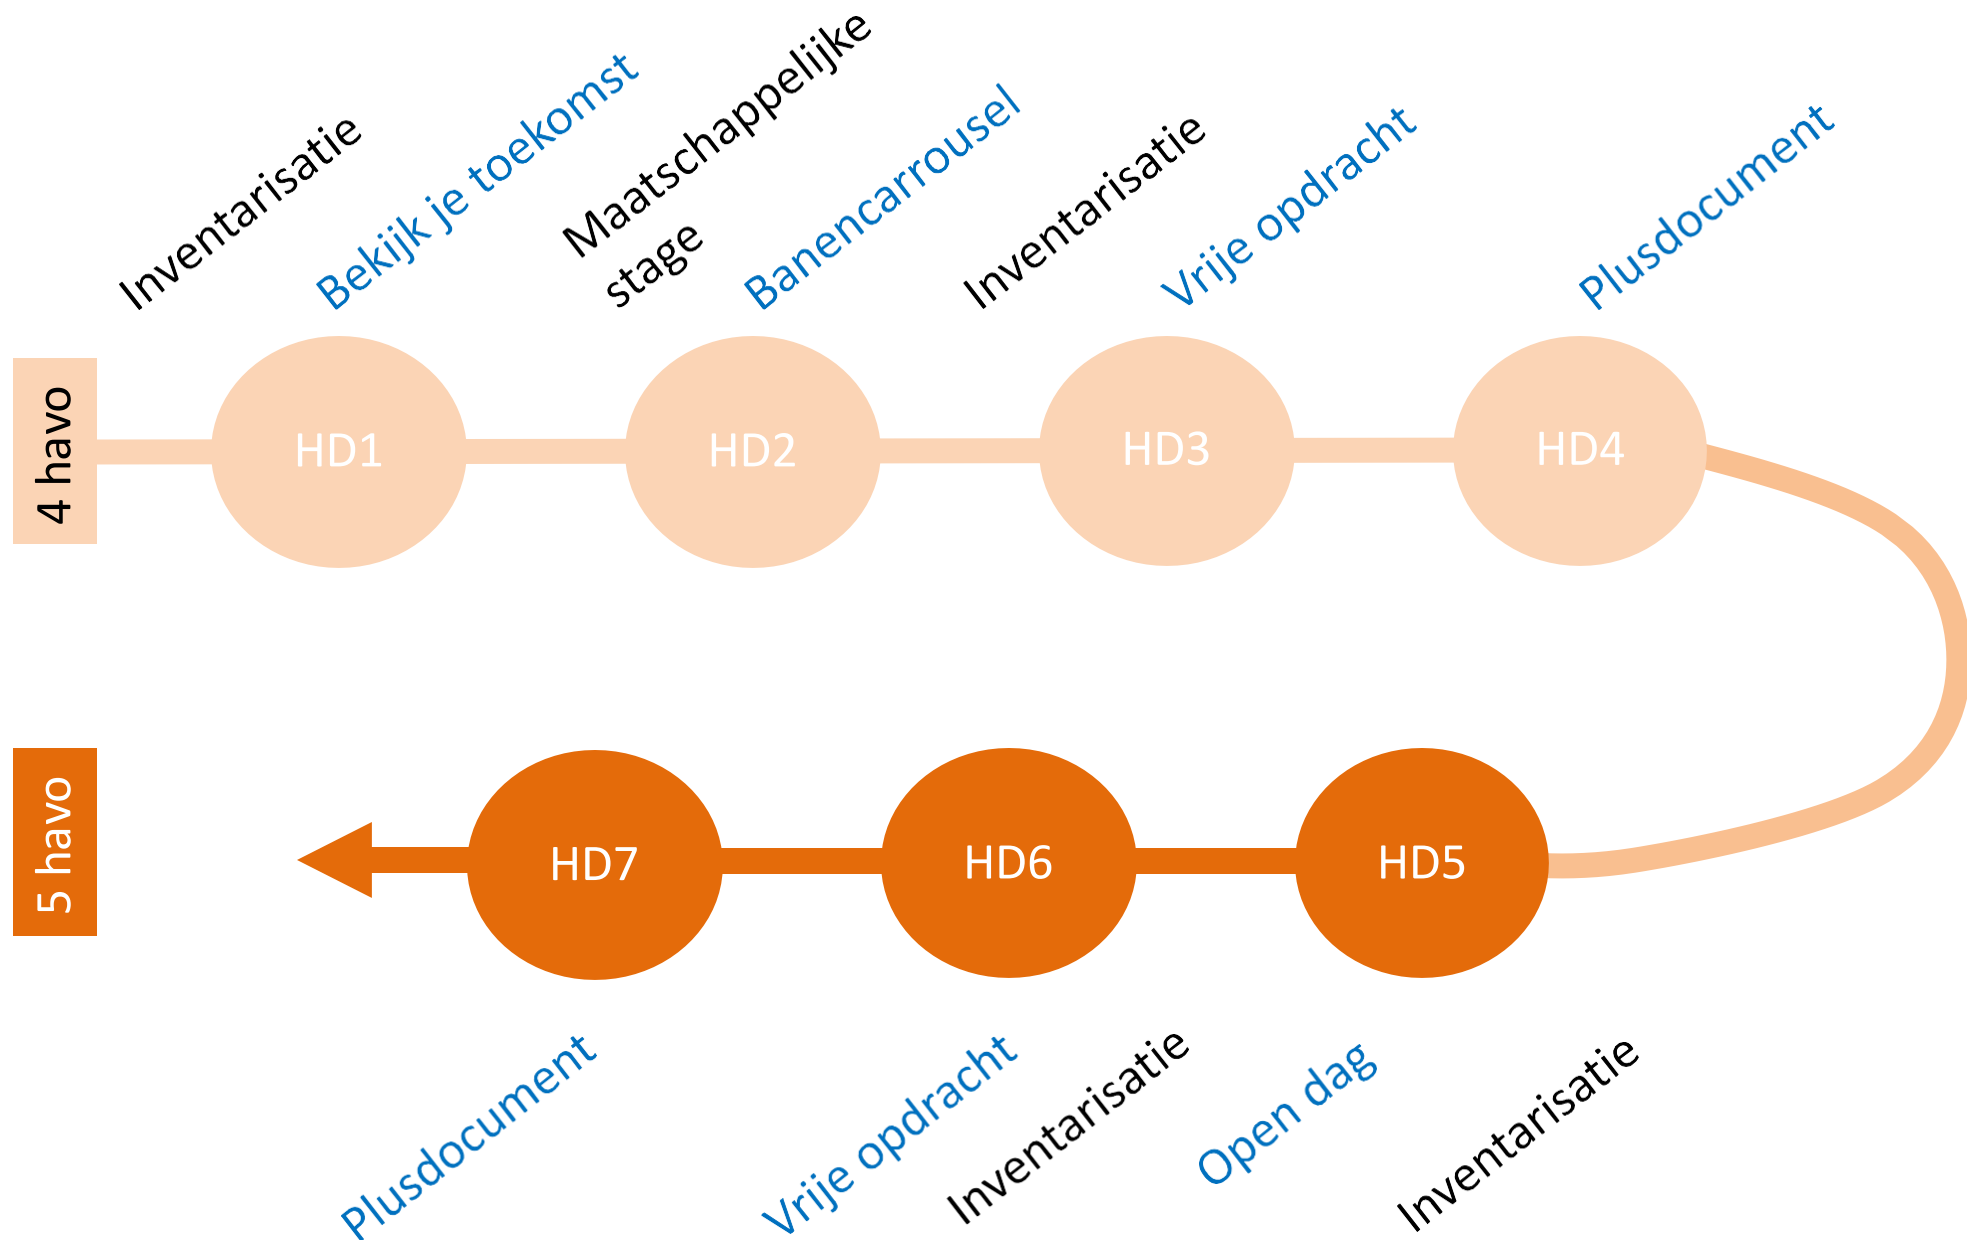 Inventarisatie
Bekijk je toekomst
Maatschappelijke
stage
Banencarrousel
Inventarisatie
Vrije opdracht
Plusdocument
4 havo
HD1
HD2
HD3
HD4
5 havo
HD7
HD6
HD5
Plusdocument
Vrije opdracht
Inventarisatie
Open dag
Inventarisatie